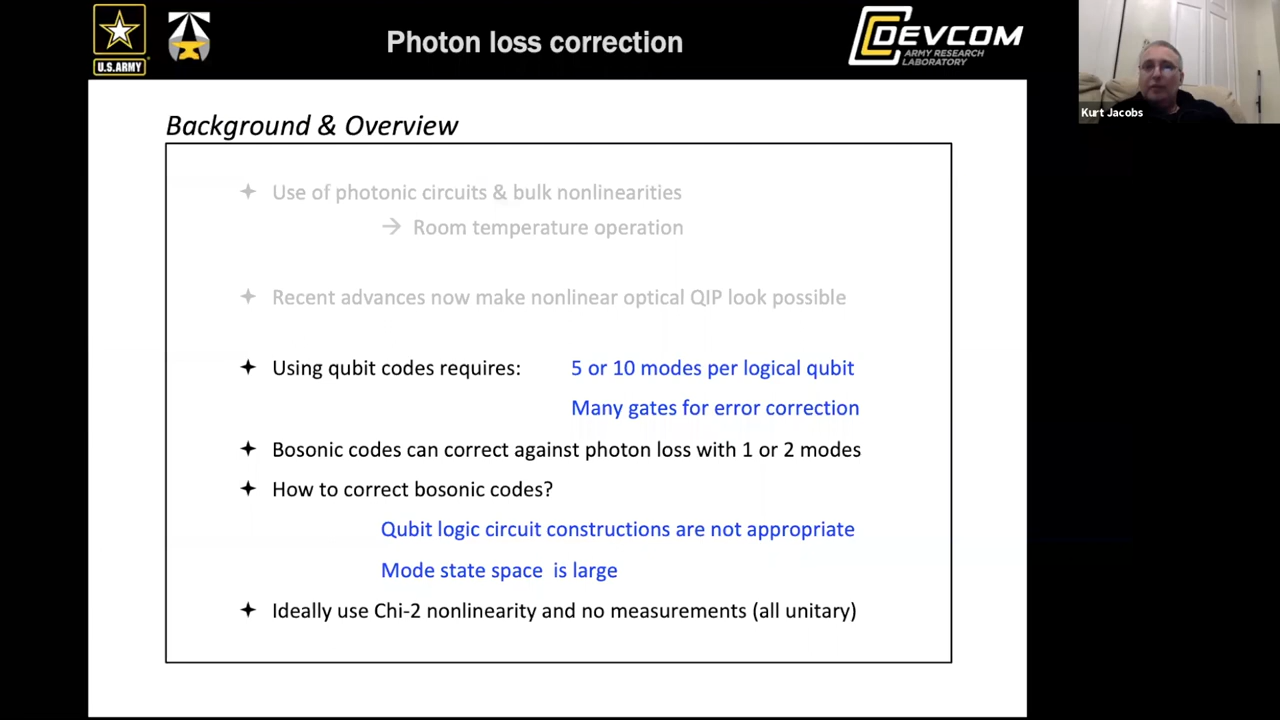 U.S.ARMY
Photon loss correction
DEVCOM
ARMY RESEARCH
LABORATORY
Kurt Jacobs
Background & Overview
Use of photonic circuits & bulk nonlinearities
→ Room temperature operation
Recent advances now make nonlinear optical QIP look possible
Using qubit codes requires: 5 or 10 modes per logical qubit
Many gates for error correction
Bosonic codes can correct against photon loss with 1 or 2 modes
How to correct bosonic codes?
Qubit logic circuit constructions are not appropriate
Mode state space is large
Ideally use Chi-2 nonlinearity and no measurements (all unitary)